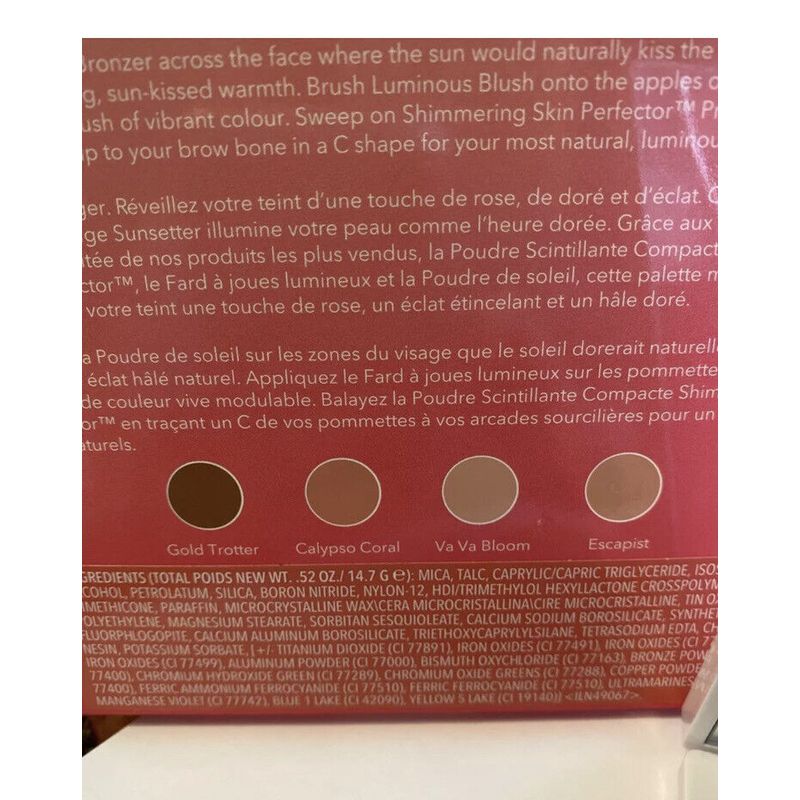 Bronzer across the face where the sun would naturally kiss the
g, sun-kissed warmth. Brush Luminous Blush onto the apples o
ush of vibrant colour. Sweep on Shimmering Skin Perfector™ Pr
up to your brow bone in a C shape for your most natural, luminou
ger. Réveillez votre teint d'une touche de rose, de doré et d'éclat. C
ge Sunsetter illumine votre peau comme l'heure dorée. Grâce aux
itée de nos produits les plus vendus, la Poudre Scintillante Compact
ctor™, le Fard à joues lumineux et la Poudre de soleil, cette palette m
votre teint une touche de rose, un éclat étincelant et un hâle doré.
a Poudre de soleil sur les zones du visage que le soleil dorerait naturelle
éclat hâlé naturel. Appliquez le Fard à joues lumineux sur les pommette
de couleur vive modulable. Balayez la Poudre Scintillante Compacte Shim
or™ en traçant un C de vos pommettes à vos arcades sourcilières pour un
aturels.
Gold Trotter Calypso Coral Va Va Bloom Escapist
GREDIENTS (TOTAL POIDS NEW WT. .52 OZ./ 14.7 G ℮): MICA, TALC, CAPRYLIC/CAPRIC TRIGLYCERIDE, ISOS
COHOL, PETROLATUM, SILICA, BORON NITRIDE, NYLON-12, HDI/TRIMETHYLOL HEXYLLACTONE CROSSPOLYM
IMETHICONE, PARAFFIN, MICROCRYSTALLINE WAX\CERA MICROCRISTALLINA\CIRE MICROCRISTALLINE, TIN O
OLYETHYLENE, MAGNESIUM STEARATE, SORBITAN SESQUIOLEATE, CALCIUM SODIUM BOROSILICATE, SYNTHE
FLUORPHLOGOPITE, CALCIUM ALUMINUM BOROSILICATE, TRIETHOXYCAPRYLYLSILANE, TETRASODIUM EDTA, CH
NESIN, POTASSIUM SORBATE, [+/- TITANIUM DIOXIDE (CI 77891), IRON OXIDES (CI 77491), IRON OXIDES (CI 7
IRON OXIDES (CI 77499), ALUMINUM POWDER (CI 77000), BISMUTH OXYCHLORIDE (CI 77163), BRONZE POW
77400), CHROMIUM HYDROXIDE GREEN (CI 77289), CHROMIUM OXIDE GREENS (CI 77288), COPPER POWDE
77400), FERRIC AMMONIUM FERROCYANIDE (CI 77510), FERRIC FERROCYANIDE (CI 77510), ULTRAMARINES
MANGANESE VIOLET (CI 77742), BLUE 1 LAKE (CI 42090), YELLOW 5 LAKE (CI 19140)] <ILN49067>.